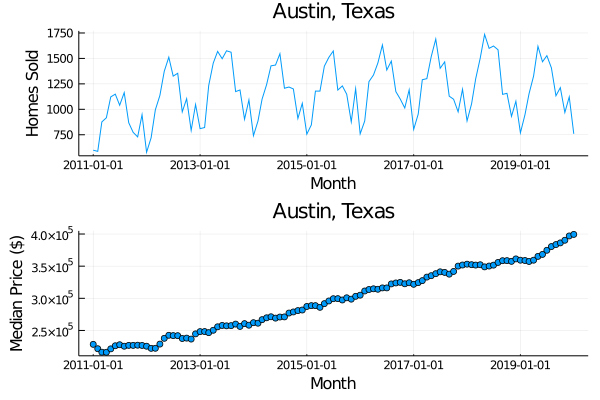 Austin, Texas
Homes Sold
1750
1500
1250
1000
750
2011-01-01 2013-01-01 2015-01-01 2017-01-01 2019-01-01
Month
Austin, Texas
Median Price ($)
4.0×10⁵
3.5×10⁵
3.0×10⁵
2.5×10⁵
2011-01-01 2013-01-01 2015-01-01 2017-01-01 2019-01-01
Month